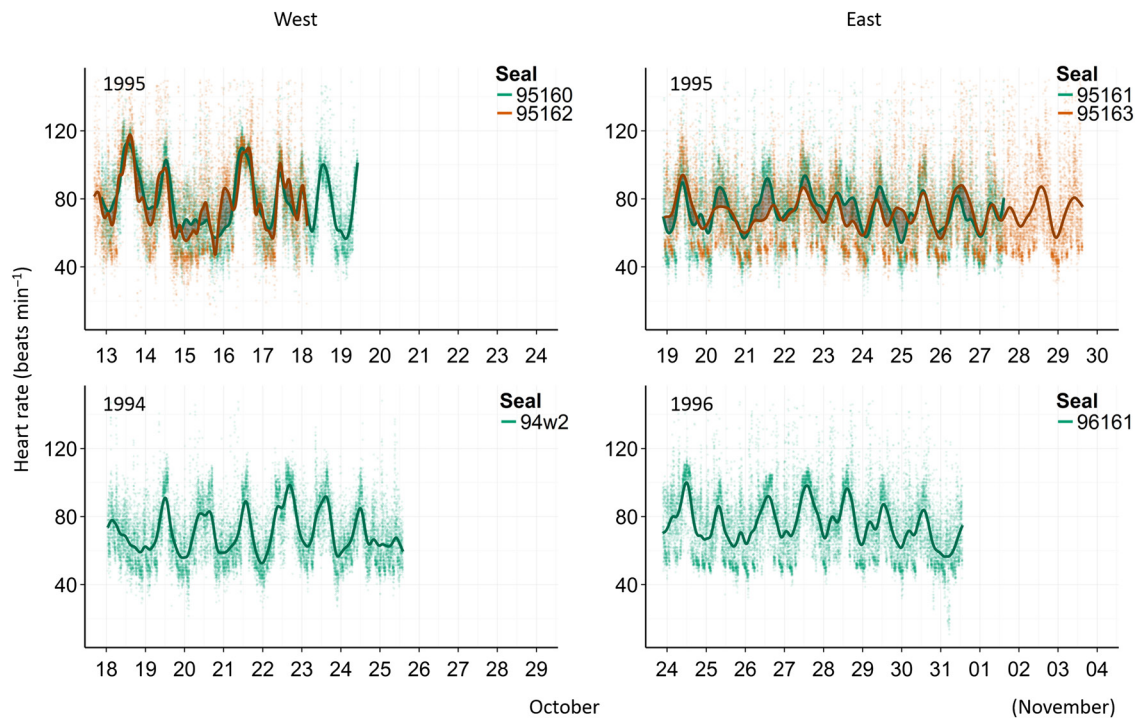 West
East
1995
Seal
95160
95162
120
80
40
13 14 15 16 17 18 19 20 22 22 23 24
1995
Seal
95161
95163
120
80
40
19 20 21 22 23 24 25 26 27 28 29 30
Heart rate (beats min⁻¹)
1994
Seal
94w2
120
80
40
18 19 20 21 22 23 24 25 26 27 28 29
1996
Seal
96161
120
80
40
24 25 26 27 28 29 30 31 01 02 03 04
October
(November)